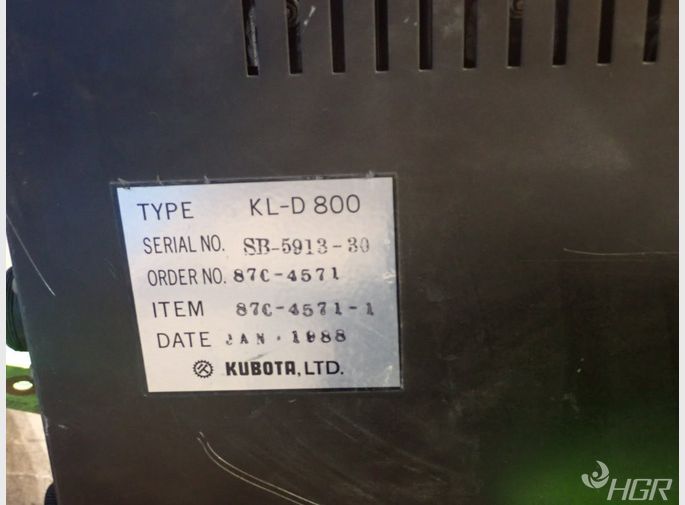 TYPE KL-D 800
SERIAL NO. SB-5913-30
ORDER NO. 87C-4571
ITEM 87C-4571-1
DATE JAN · 1988
KUBOTA, LTD.
HGR